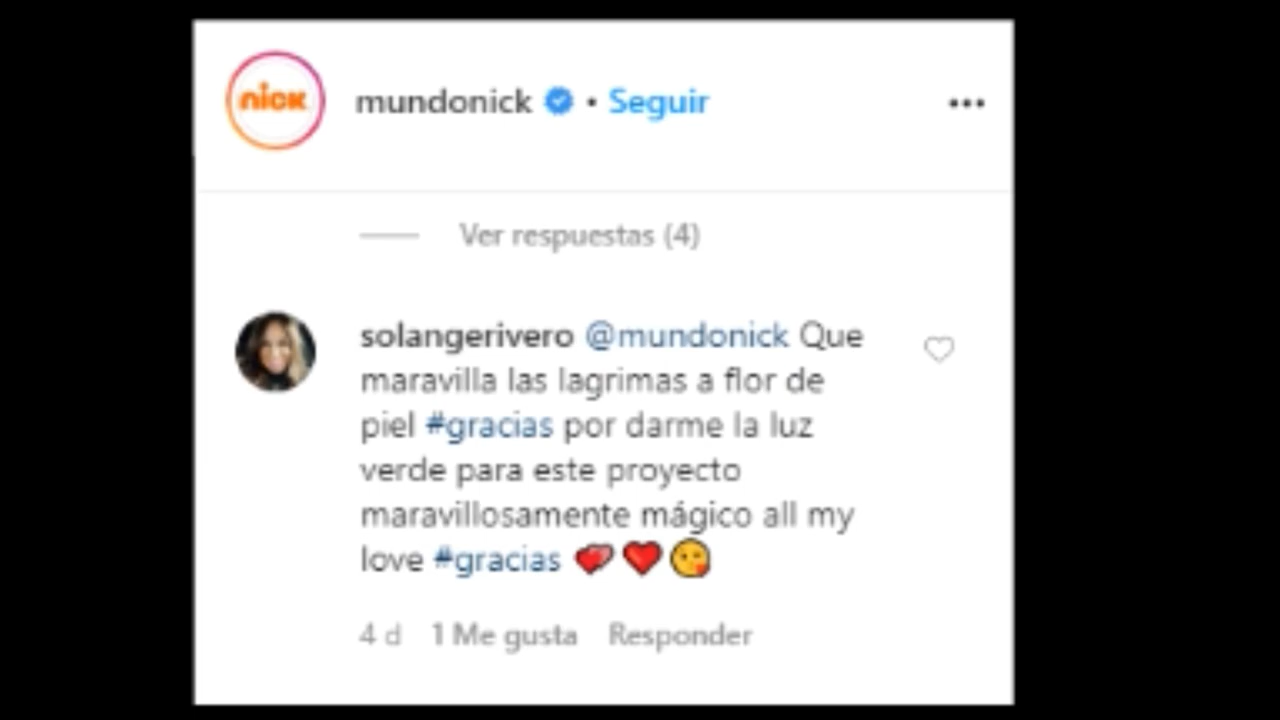 nick
mundonick • Seguir
Ver respuestas (4)
solangerivero @mundonick Que
maravilla las lagrimas a flor de
piel #gracias por darme la luz
verde para este proyecto
maravillosamente mágico all my
love #gracias 💕❤️😘
4 d 1 Me gusta Responder